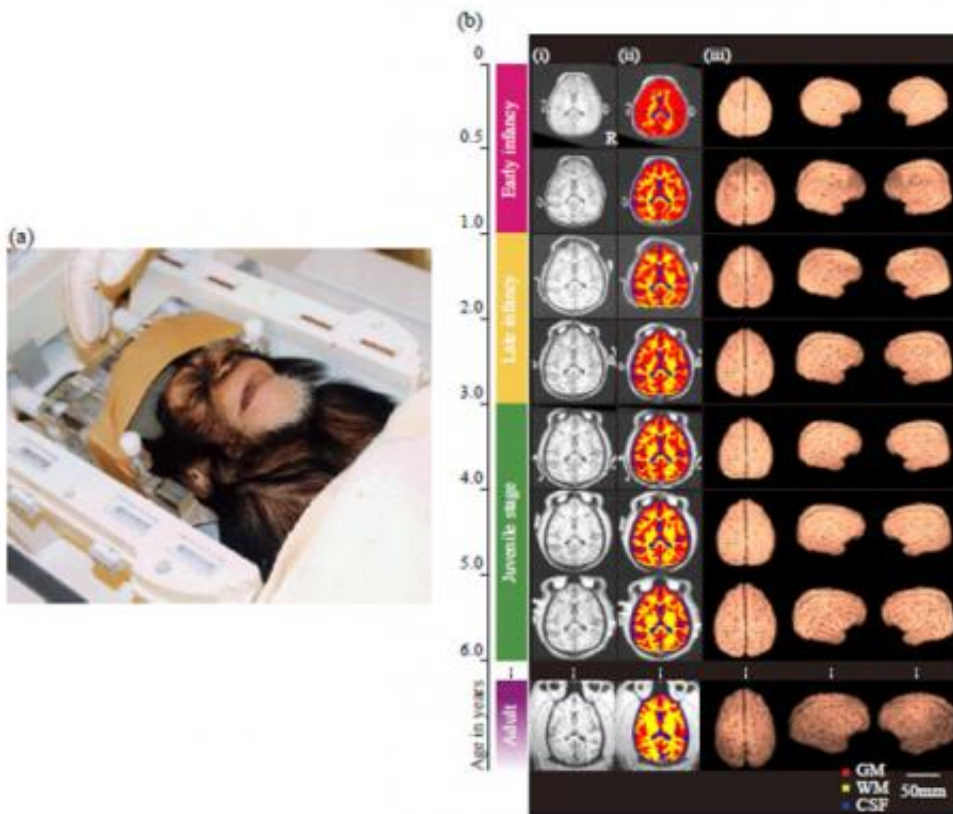 (b)
0
(i)
(ii)
(iii)
R
0.5
Early infancy
1.0
(a)
2.0
Late infancy
3.0
4.0
Juvenile stage
5.0
6.0
Adult
Age in years
GM
WM
CSF
50mm